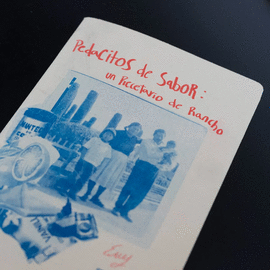 PedaCitos de SABOR:
un Recetario de Rancho